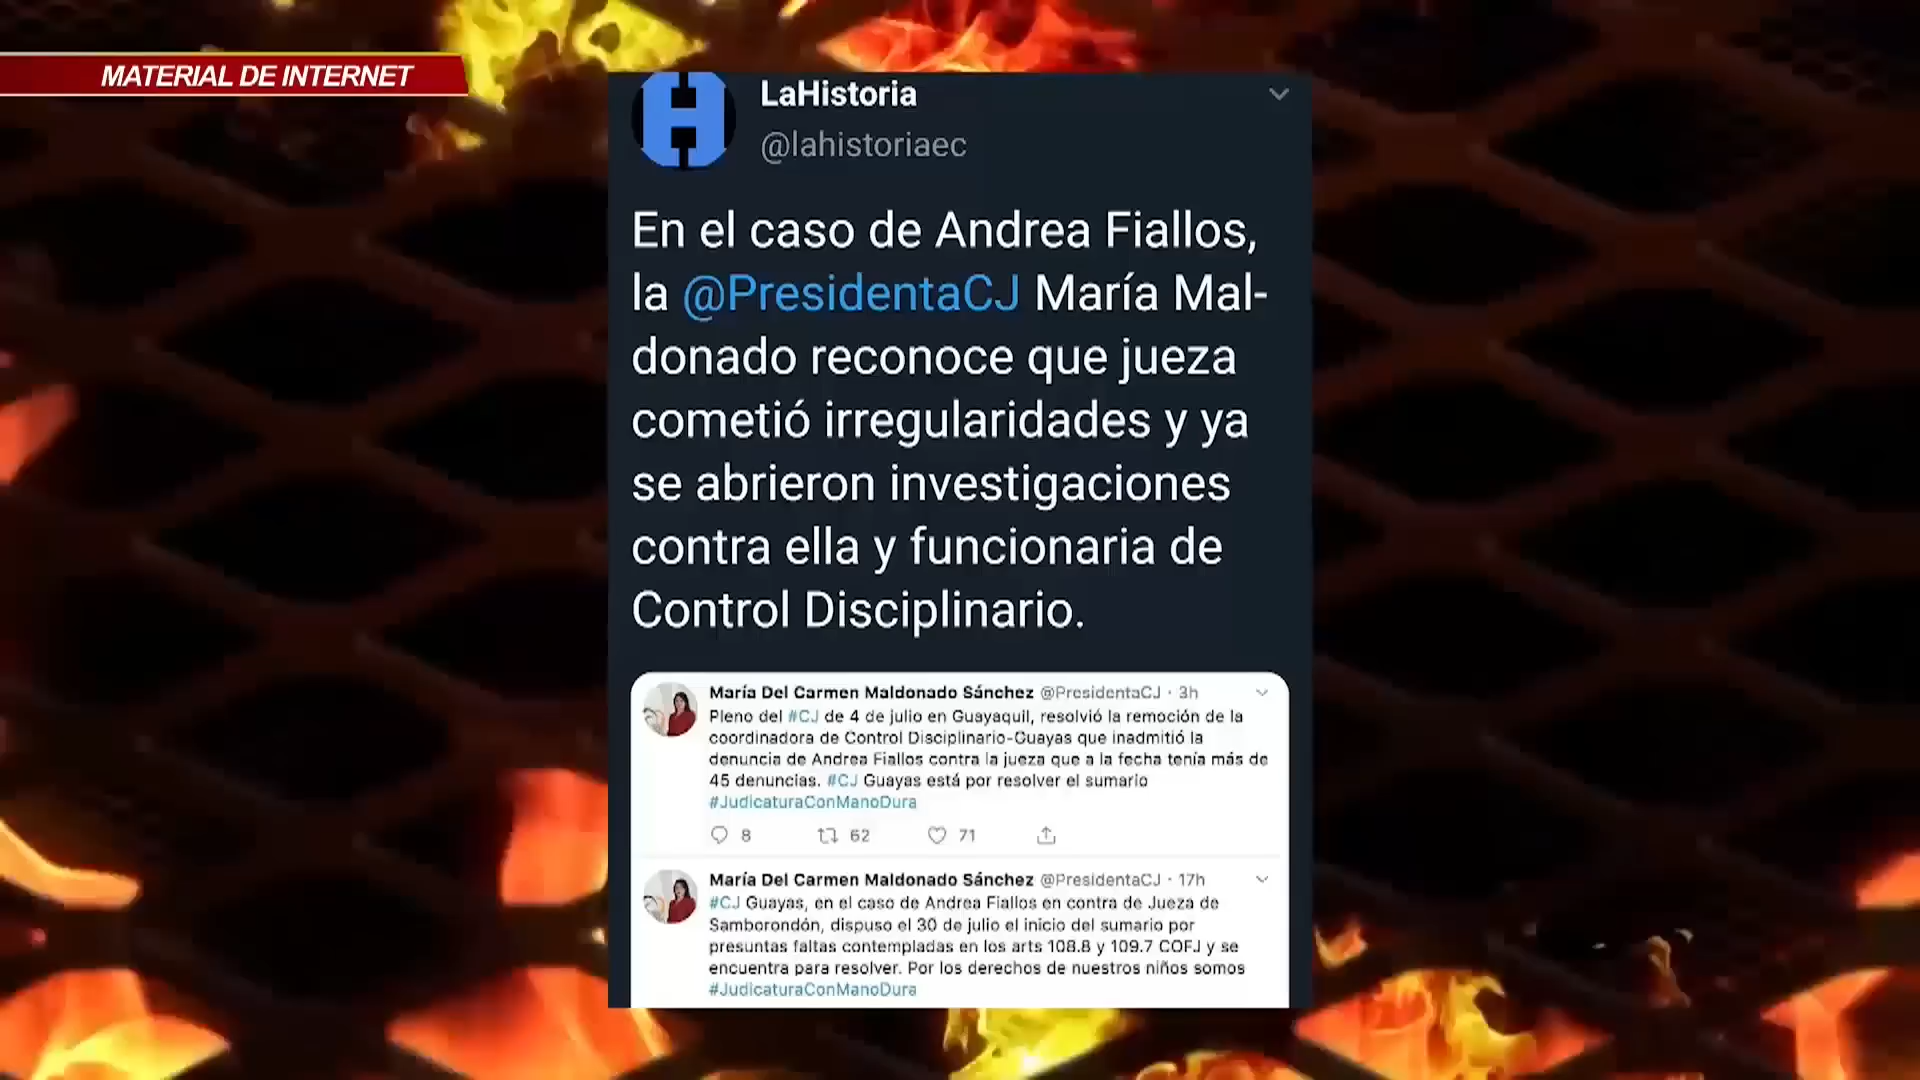 MATERIAL DE INTERNET
LaHistoria
@lahistoriaec
En el caso de Andrea Fiallos,
la @PresidentaCJ María Mal-
donado reconoce que jueza
cometió irregularidades y ya
se abrieron investigaciones
contra ella y funcionaria de
Control Disciplinario.
María Del Carmen Maldonado Sánchez @PresidentaCJ · 3h
Pleno del #CJ de 4 de julio en Guayaquil, resolvió la remoción de la
coordinadora de Control Disciplinario-Guayas que inadmitió la
denuncia de Andrea Fiallos contra la jueza que a la fecha tenía más de
45 denuncias. #CJ Guayas está por resolver el sumario
#JudicaturaConManoDura
8 62 71
María Del Carmen Maldonado Sánchez @PresidentaCJ · 17h
#CJ Guayas, en el caso de Andrea Fiallos en contra de Jueza de
Samborondón, dispuso el 30 de julio el inicio del sumario por
presuntas faltas contempladas en los arts 108.8 y 109.7 COFJ y se
encuentra para resolver. Por los derechos de nuestros niños somos
#JudicaturaConManoDura